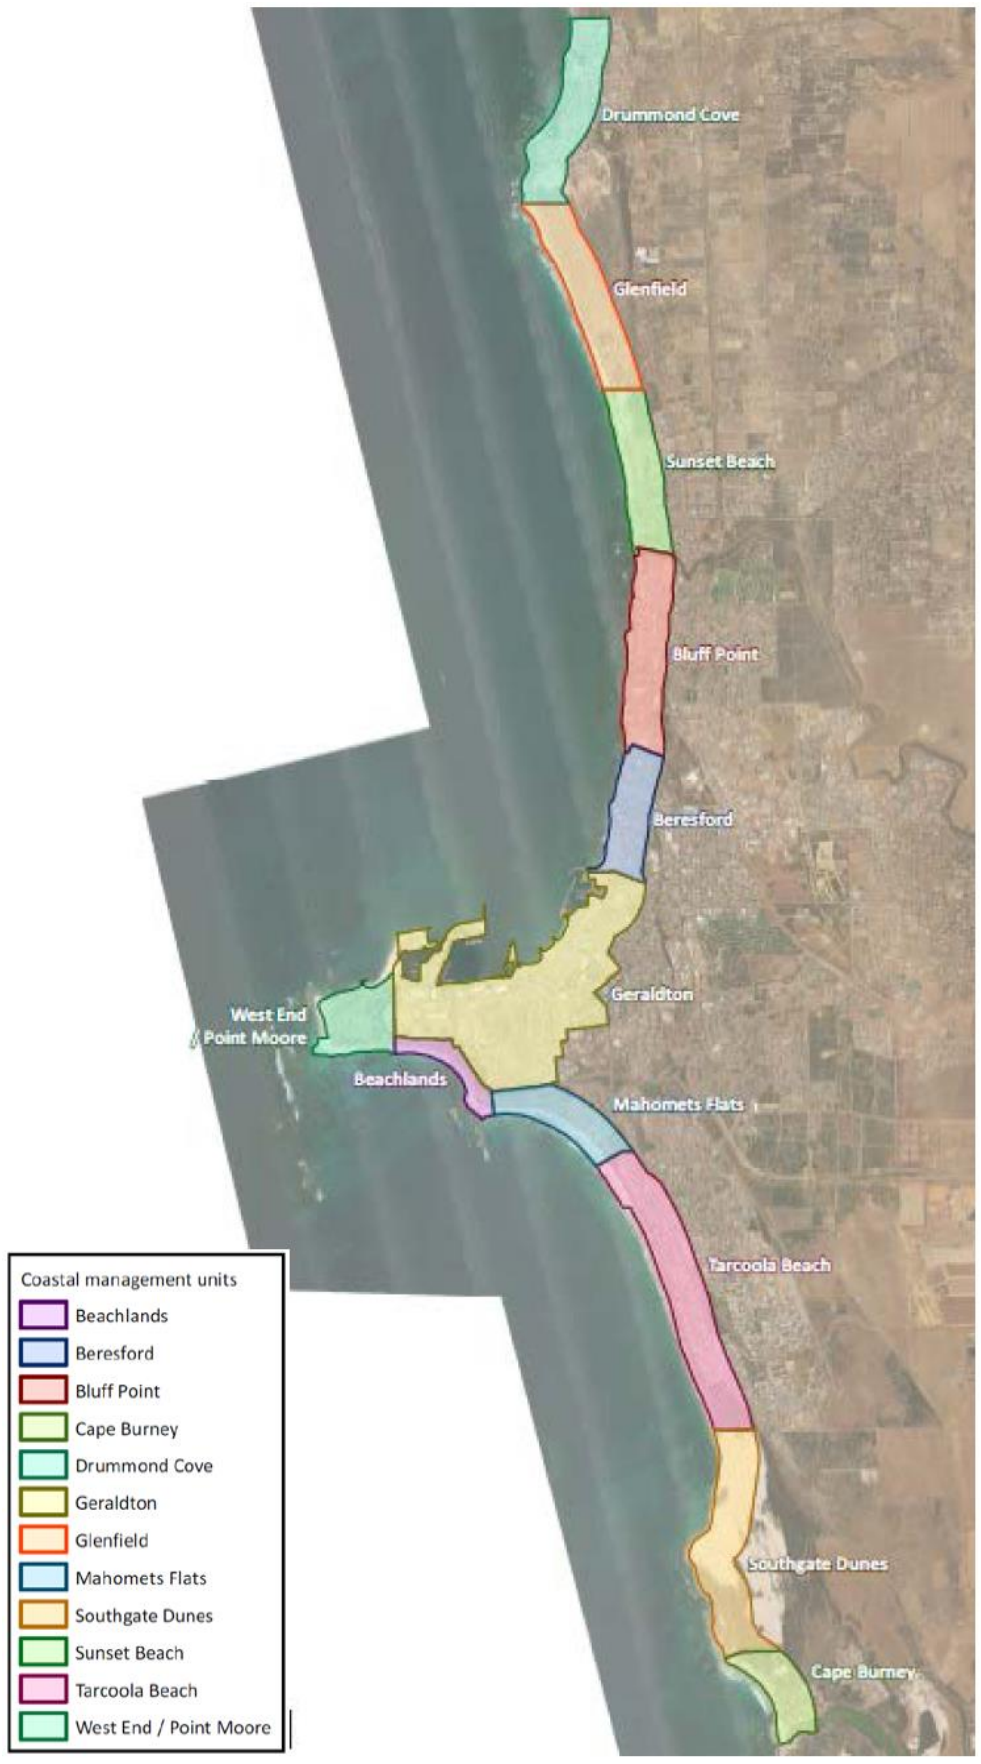 Drummond Cove
Glenfield
Sunset Beach
Bluff Point
Beresford
Geraldton
West End
/ Point Moore
Beachlands
Mahomets Flats
Tarcoola Beach
Southgate Dunes
Cape Burney
Coastal management units
Beachlands
Beresford
Bluff Point
Cape Burney
Drummond Cove
Geraldton
Glenfield
Mahomets Flats
Southgate Dunes
Sunset Beach
Tarcoola Beach
West End / Point Moore